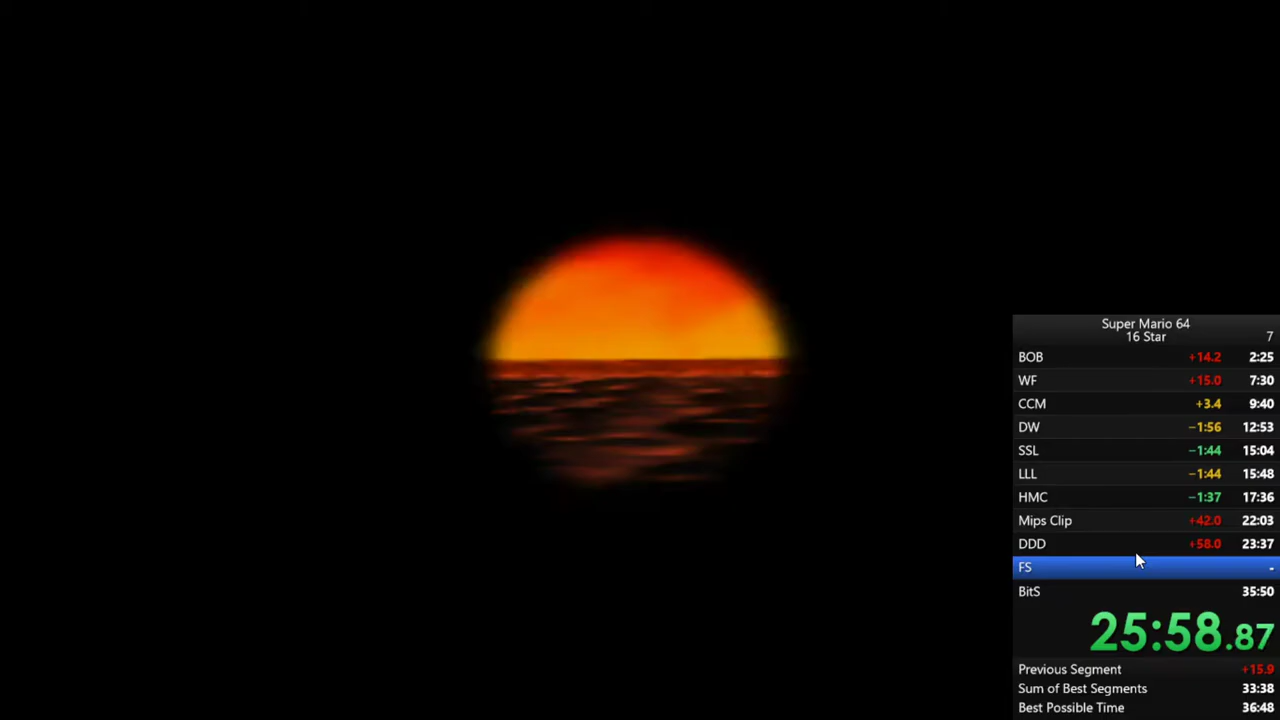 Super Mario 64
16 Star 7
BOB +14.2 2:25
WF +15.0 7:30
CCM +3.4 9:40
DW −1:56 12:53
SSL −1:44 15:04
LLL −1:44 15:48
HMC −1:37 17:36
Mips Clip +42.0 22:03
DDD +58.0 23:37
FS -
BitS 35:50
25:58.87
Previous Segment +15.9
Sum of Best Segments 33:38
Best Possible Time 36:48